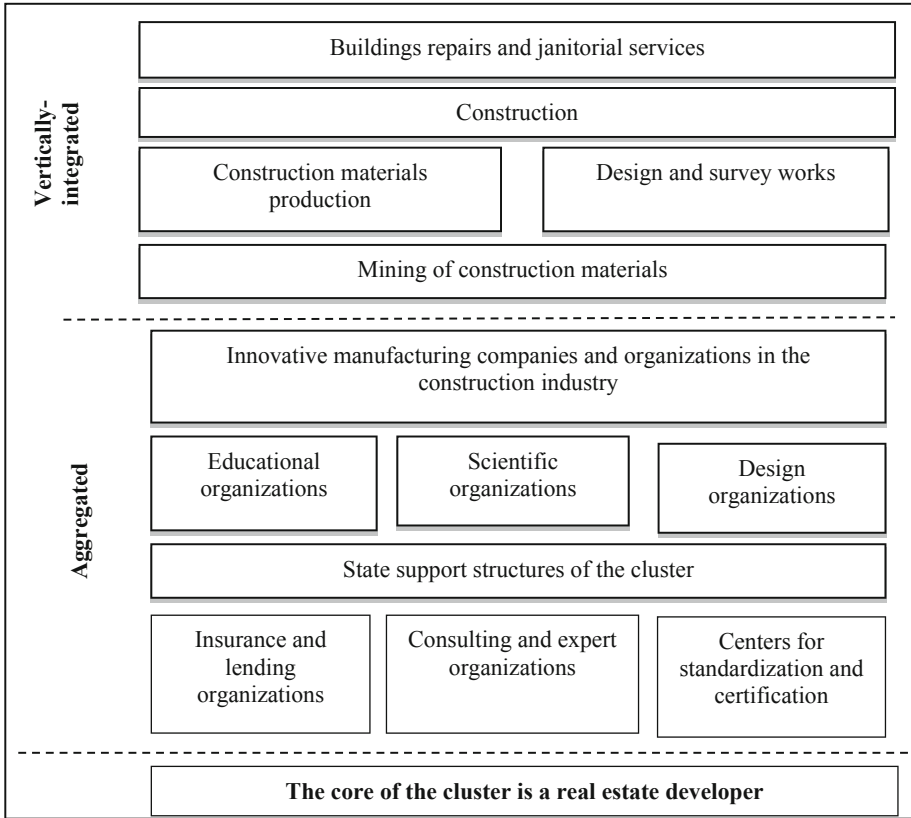 Vertically-
integrated
Buildings repairs and janitorial services
Construction
Construction materials
production
Design and survey works
Mining of construction materials
Aggregated
Innovative manufacturing companies and organizations in the
construction industry
Educational
organizations
Scientific
organizations
Design
organizations
State support structures of the cluster
Insurance and
lending
organizations
Consulting and expert
organizations
Centers for
standardization and
certification
The core of the cluster is a real estate developer